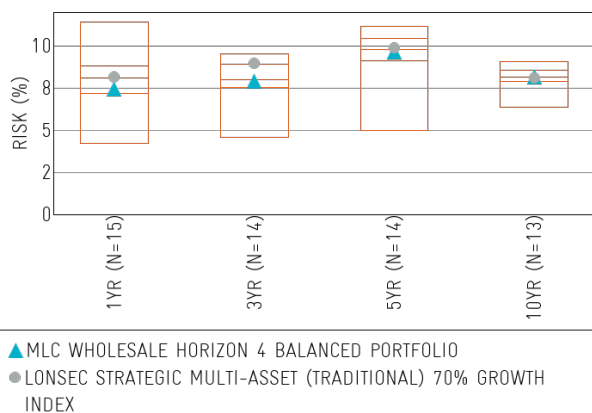 RISK (%)
10
8
5
2
0
1YR (N=15)
3YR (N=14)
5YR (N=14)
10YR (N=13)
MLC WHOLESALE HORIZON 4 BALANCED PORTFOLIO
LONSEC STRATEGIC MULTI-ASSET (TRADITIONAL) 70% GROWTH
INDEX